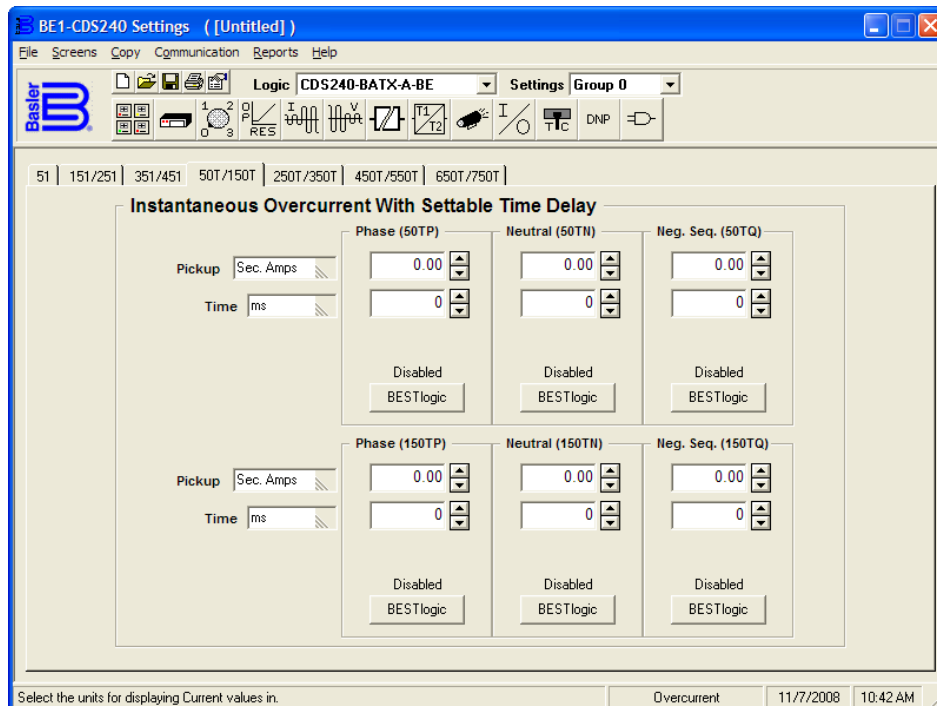 BE1-CDS240 Settings ( [Untitled] )
File Screens Copy Communication Reports Help
Basler
Logic CDS240-BATX-A-BE Settings Group 0
1 2 0 3
O P RES
I
V
T1 T2
I O
TTC
DNP
51 151/251 351/451 50T/150T 250T/350T 450T/550T 650T/750T
Instantaneous Overcurrent With Settable Time Delay
Phase (50TP) Neutral (50TN) Neg. Seq. (50TQ)
Pickup Sec. Amps 0.00 0.00 0.00
Time ms 0 0 0
Disabled Disabled Disabled
BESTlogic BESTlogic BESTlogic
Phase (150TP) Neutral (150TN) Neg. Seq. (150TQ)
Pickup Sec. Amps 0.00 0.00 0.00
Time ms 0 0 0
Disabled Disabled Disabled
BESTlogic BESTlogic BESTlogic
Select the units for displaying Current values in. Overcurrent 11/7/2008 10:42 AM